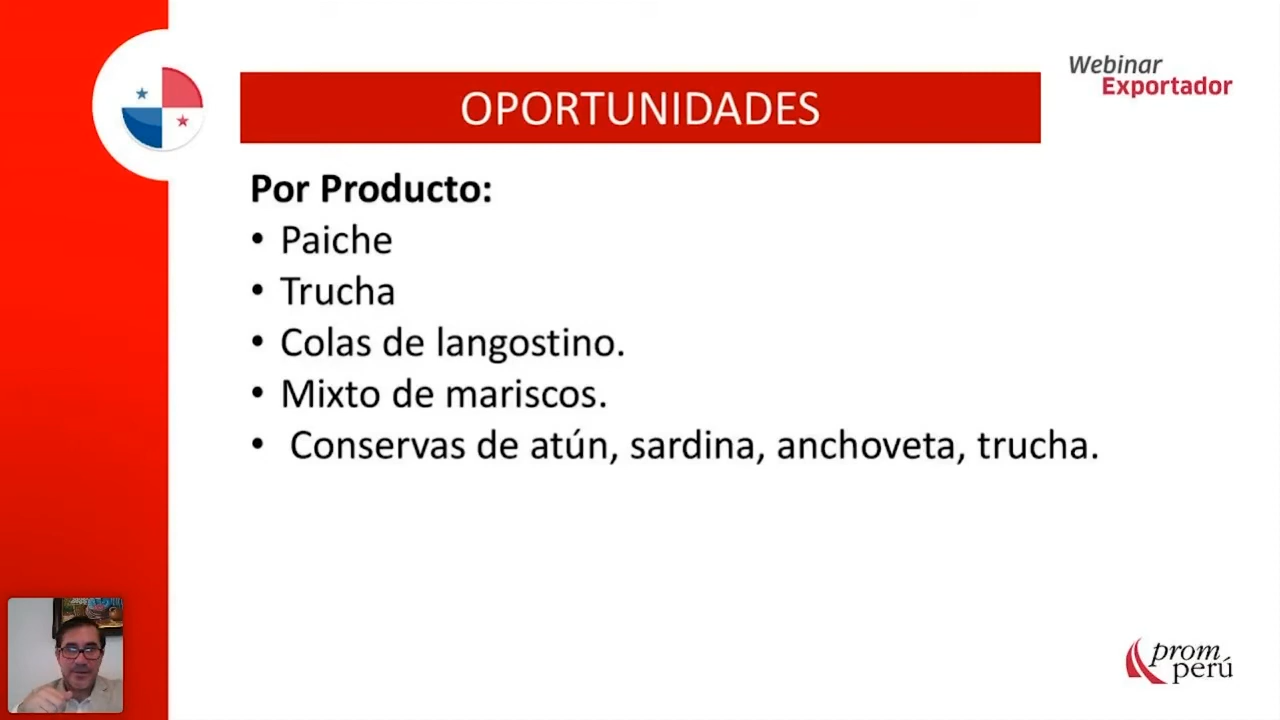 Webinar
Exportador
OPORTUNIDADES
Por Producto:
• Paiche
• Trucha
• Colas de langostino.
• Mixto de mariscos.
• Conservas de atún, sardina, anchoveta, trucha.
prom
perú